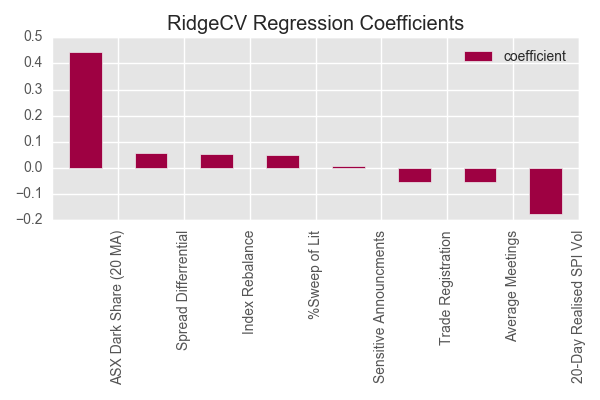 RidgeCV Regression Coefficients
0.5
0.4
0.3
0.2
0.1
0.0
−0.1
−0.2
coefficient
ASX Dark Share (20 MA)
Spread Differrential
Index Rebalance
%Sweep of Lit
Sensitive Announcments
Trade Registration
Average Meetings
20-Day Realised SPI Vol